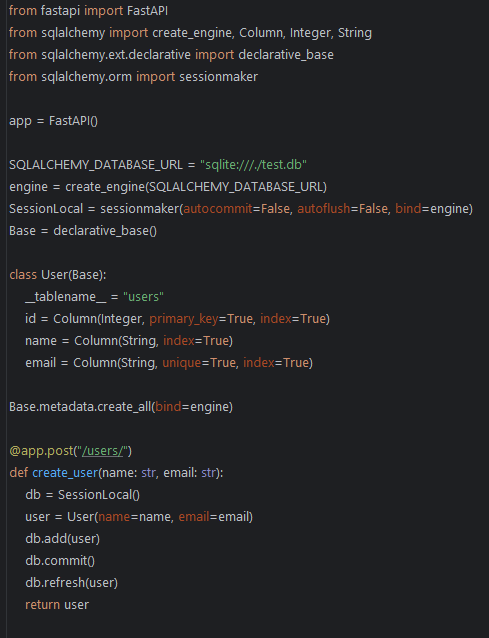 from fastapi import FastAPI
from sqlalchemy import create_engine, Column, Integer, String
from sqlalchemy.ext.declarative import declarative_base
from sqlalchemy.orm import sessionmaker

app = FastAPI()

SQLALCHEMY_DATABASE_URL = "sqlite:///./test.db"
engine = create_engine(SQLALCHEMY_DATABASE_URL)
SessionLocal = sessionmaker(autocommit=False, autoflush=False, bind=engine)
Base = declarative_base()

class User(Base):
    __tablename__ = "users"
    id = Column(Integer, primary_key=True, index=True)
    name = Column(String, index=True)
    email = Column(String, unique=True, index=True)

Base.metadata.create_all(bind=engine)

@app.post("/users/")
def create_user(name: str, email: str):
    db = SessionLocal()
    user = User(name=name, email=email)
    db.add(user)
    db.commit()
    db.refresh(user)
    return user